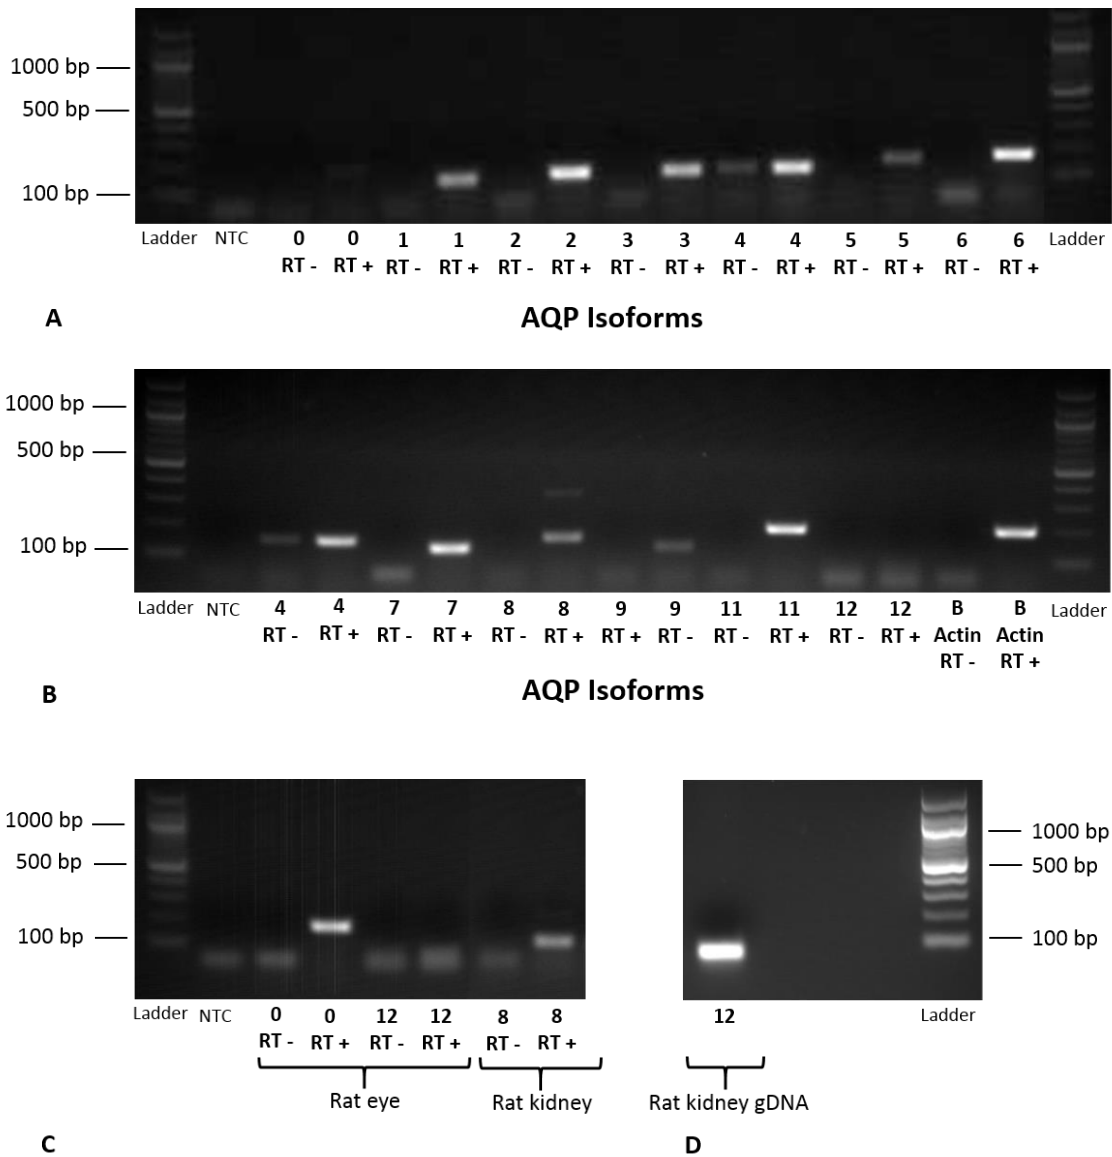 1000 bp
500 bp
100 bp
Ladder NTC 0 0 1 1 2 2 3 3 4 4 5 5 6 6 Ladder
RT - RT + RT - RT + RT - RT + RT - RT + RT - RT + RT - RT + RT - RT +
A AQP Isoforms
1000 bp
500 bp
100 bp
Ladder NTC 4 4 7 7 8 8 9 9 11 11 12 12 B B Ladder
RT - RT + RT - RT + RT - RT + RT + RT - RT - RT + RT - RT + Actin Actin
RT - RT +
B AQP Isoforms
1000 bp 1000 bp
500 bp 500 bp
100 bp 100 bp
Ladder NTC 0 0 12 12 8 8 12 Ladder
RT - RT + RT - RT + RT - RT +
Rat eye Rat kidney Rat kidney gDNA
C D